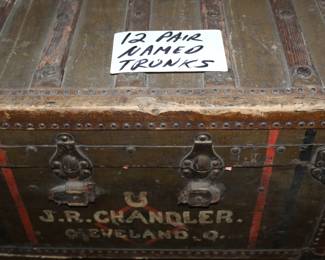 12 PAIR
NAMED
TRUNKS
U
J.R. CHANDLER.
CLEVELAND, O.